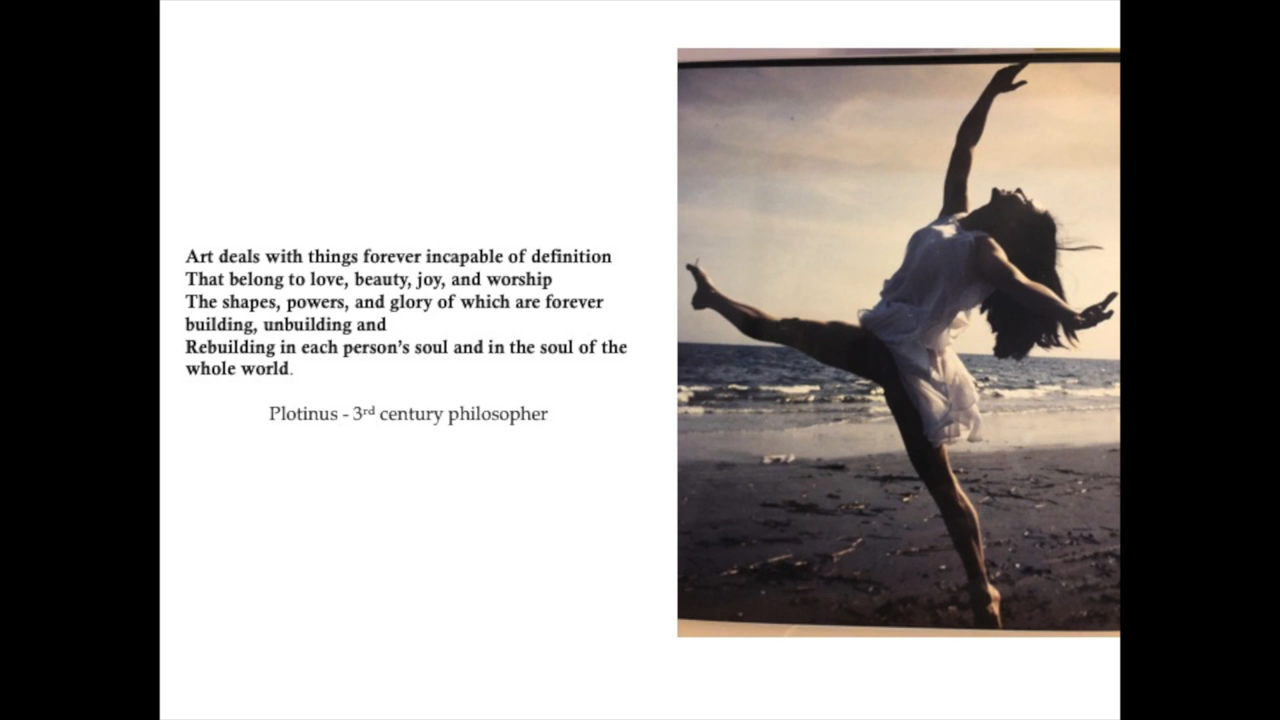 Art deals with things forever incapable of definition
That belong to love, beauty, joy, and worship
The shapes, powers, and glory of which are forever
building, unbuilding and
Rebuilding in each person’s soul and in the soul of the
whole world.
Plotinus - 3rd century philosopher